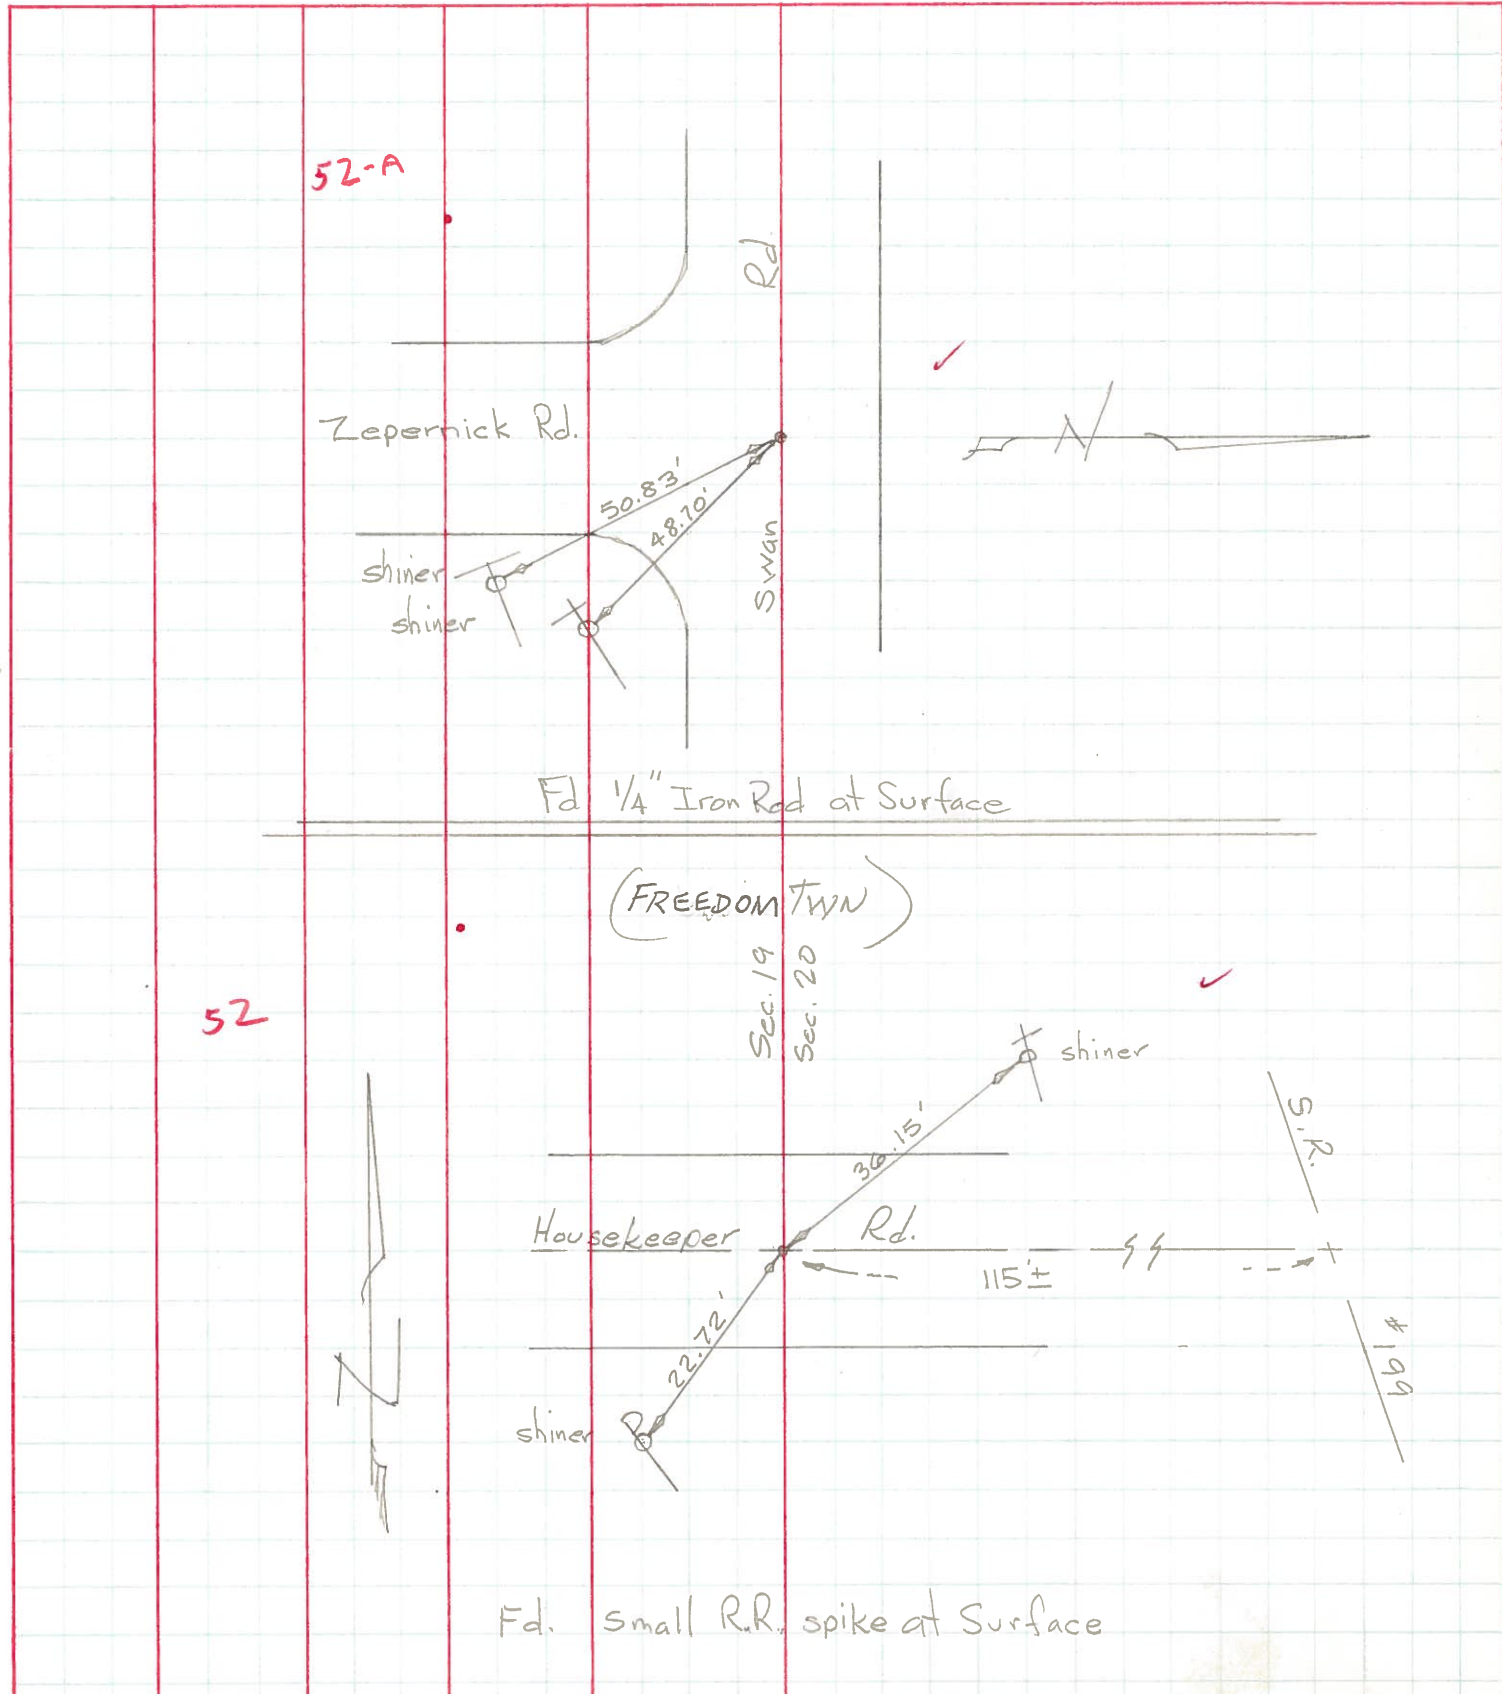 52-A
Rd
Zepernick Rd.
N
50.83'
48.70'
Swan
shiner
shiner
Fd 1/4" Iron Rod at Surface
(FREEDOM TWN)
Sec. 19
Sec. 20
52
shiner
36.15'
S.R.
Housekeeper Rd.
115'±
22.72'
# 199
N
shiner
Fd. Small R.R. spike at Surface